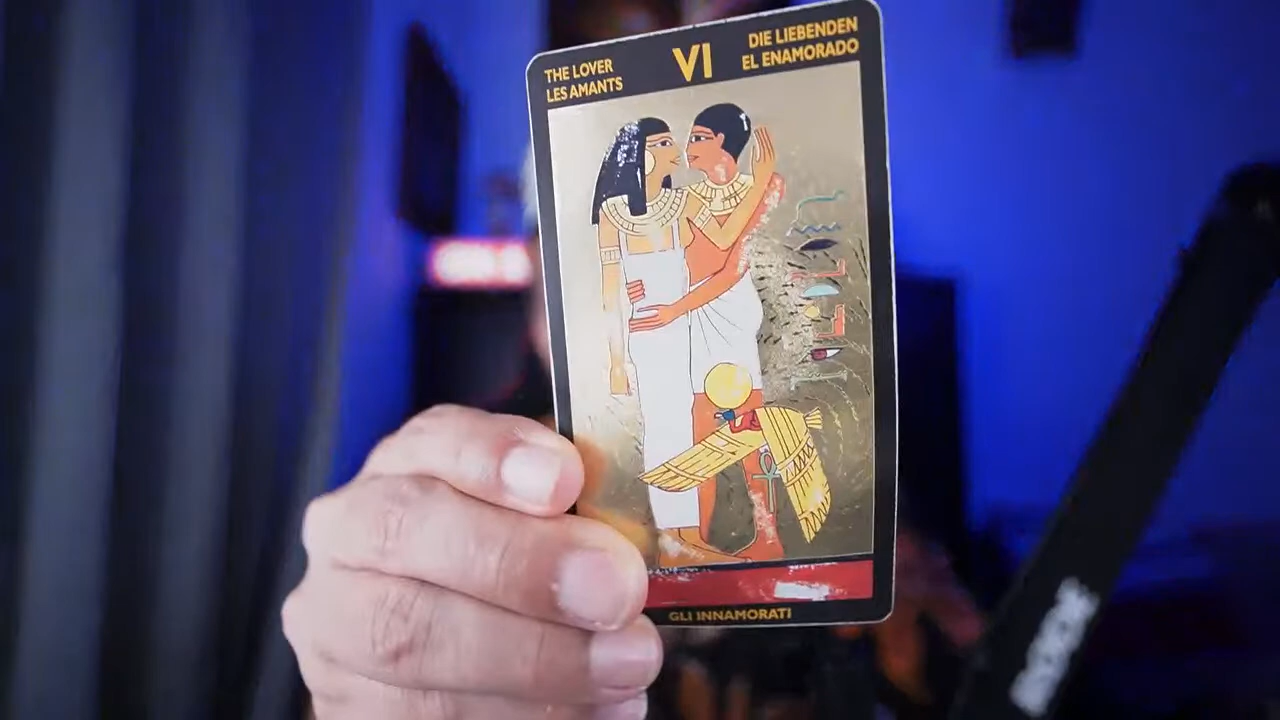 THE LOVER
LES AMANTS
VI
DIE LIEBENDEN
EL ENAMORADO
GLI INNAMORATI